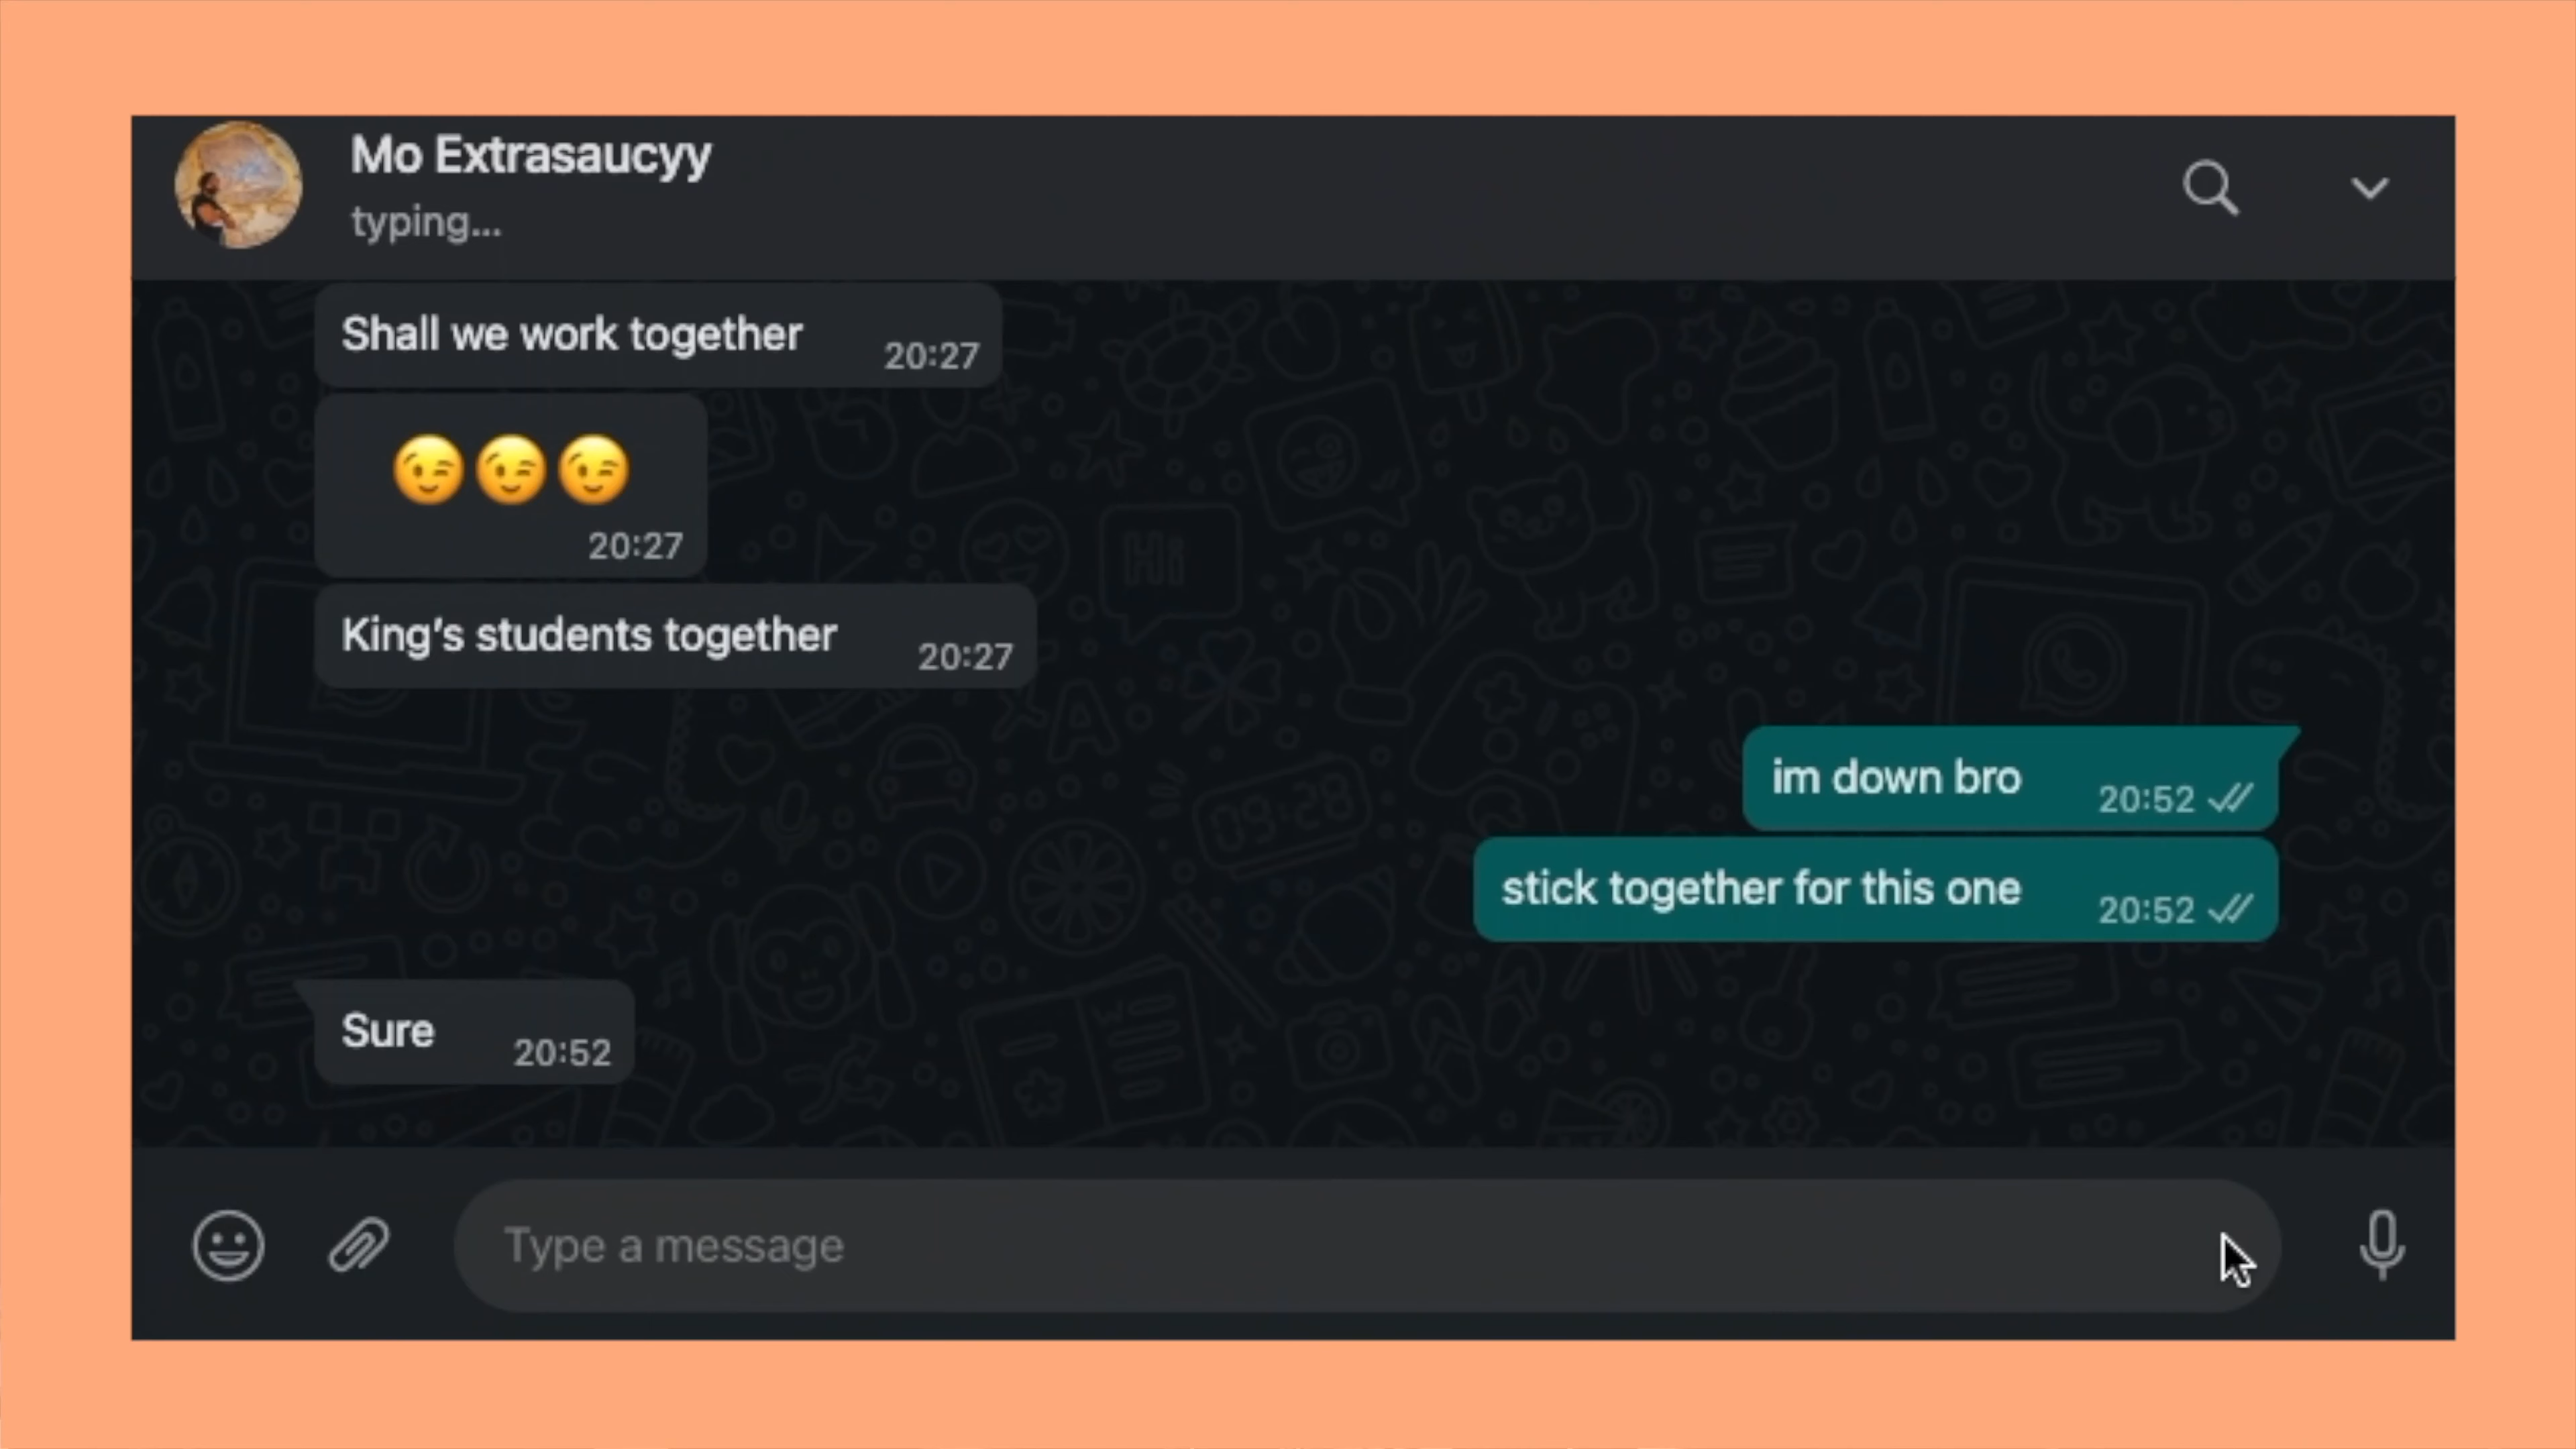 Mo Extrasaucyy
typing...
Shall we work together 20:27
😉😉😉
20:27
King's students together 20:27
im down bro 20:52
stick together for this one 20:52
Sure 20:52
Type a message